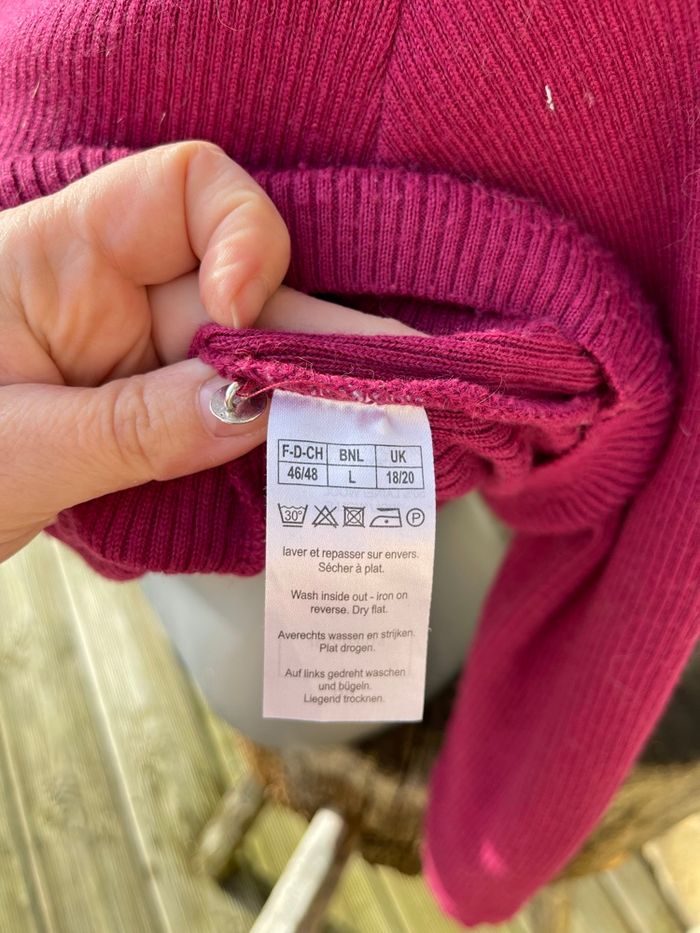 F-D-CH BNL UK
46/48 L 18/20
30° P
laver et repasser sur envers.
Sécher à plat.
Wash inside out - iron on
reverse. Dry flat.
Averechts wassen en strijken.
Plat drogen.
Auf links gedreht waschen
und bügeln.
Liegend trocknen.